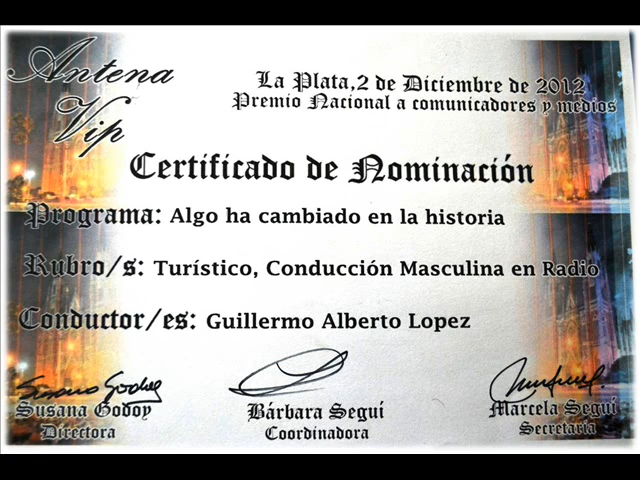 Antena
Vip
La Plata,2 de Diciembre de 2012
Premio Nacional a comunicadores y medios
Certificado de Nominación
Programa: Algo ha cambiado en la historia
Rubro/s: Turístico, Conducción Masculina en Radio
Conductor/es: Guillermo Alberto Lopez
Susana Godoy
Susana Godoy Bárbara Seguí Marcela Seguí
Directora Coordinadora Secretaria